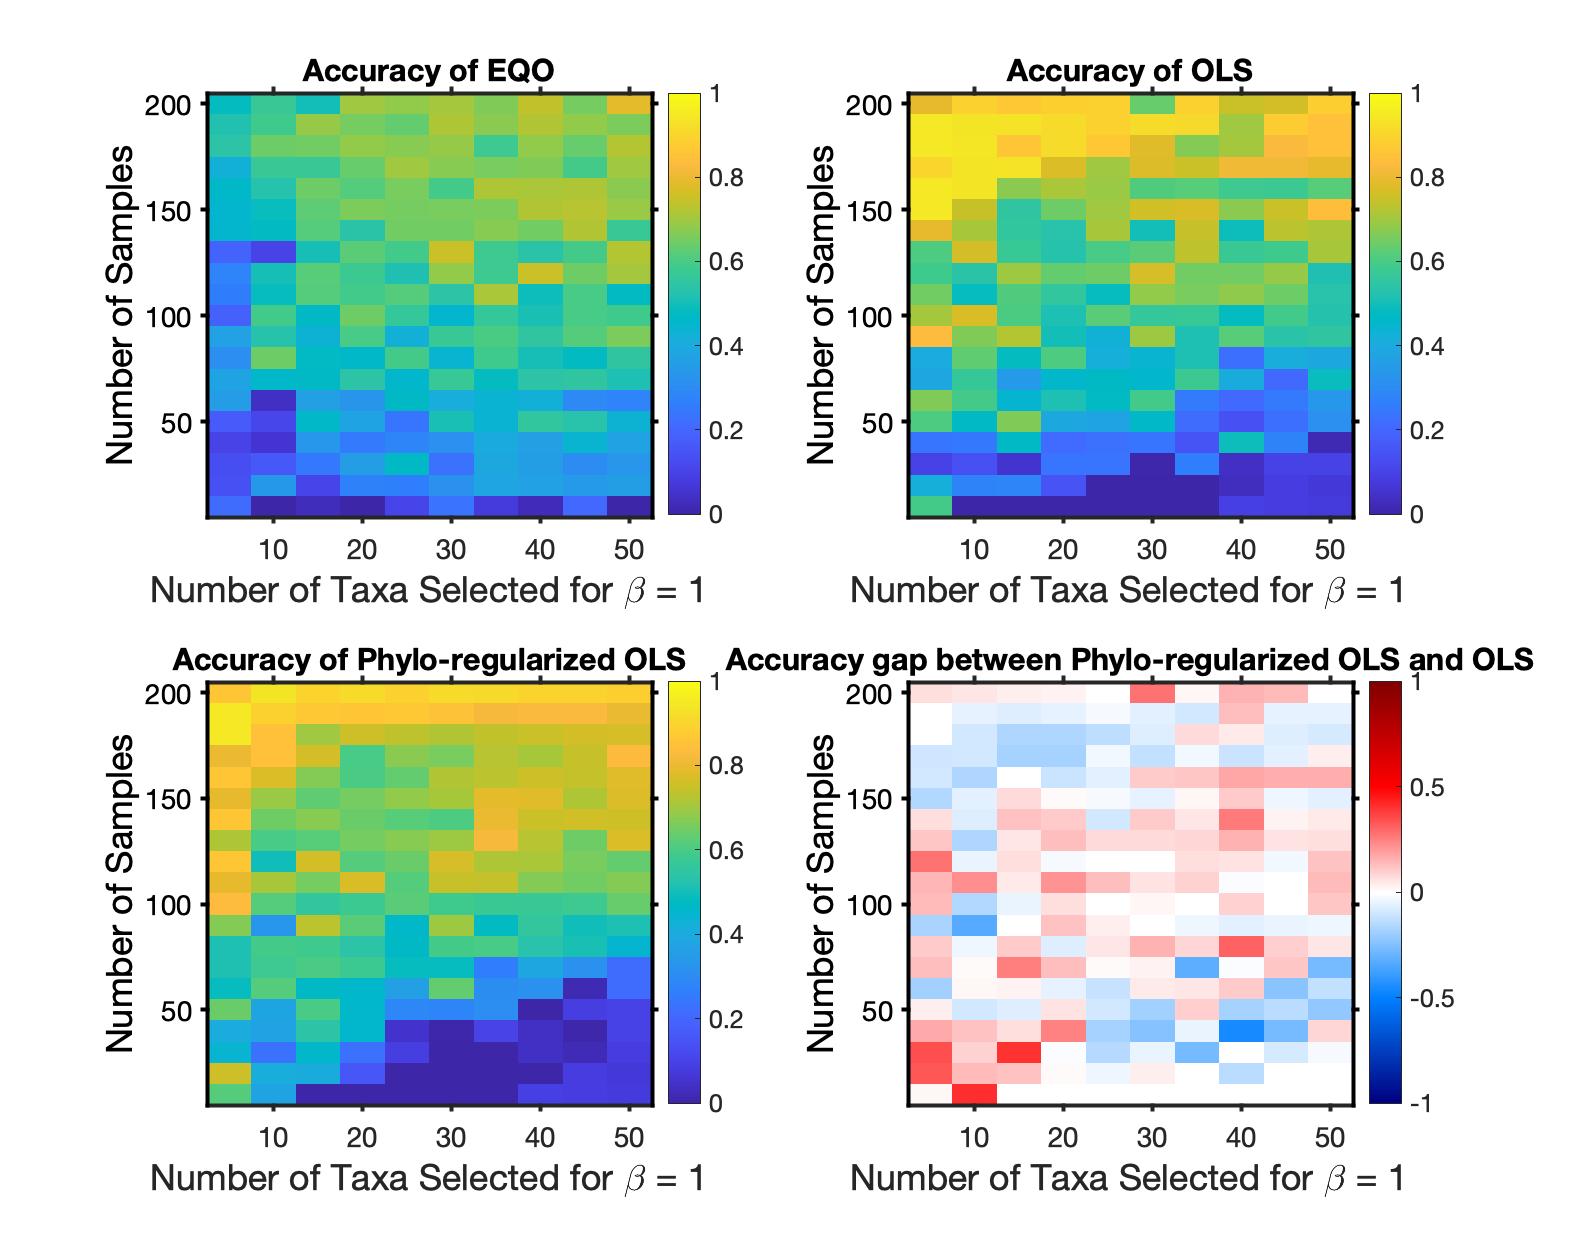 Accuracy of EQO
Number of Samples
200
150
100
50
10 20 30 40 50
Number of Taxa Selected for β = 1
1
0.8
0.6
0.4
0.2
0
Accuracy of OLS
Number of Samples
200
150
100
50
10 20 30 40 50
Number of Taxa Selected for β = 1
1
0.8
0.6
0.4
0.2
0
Accuracy of Phylo-regularized OLS
Number of Samples
200
150
100
50
10 20 30 40 50
Number of Taxa Selected for β = 1
1
0.8
0.6
0.4
0.2
0
Accuracy gap between Phylo-regularized OLS and OLS
Number of Samples
200
150
100
50
10 20 30 40 50
Number of Taxa Selected for β = 1
1
0.5
0
-0.5
-1